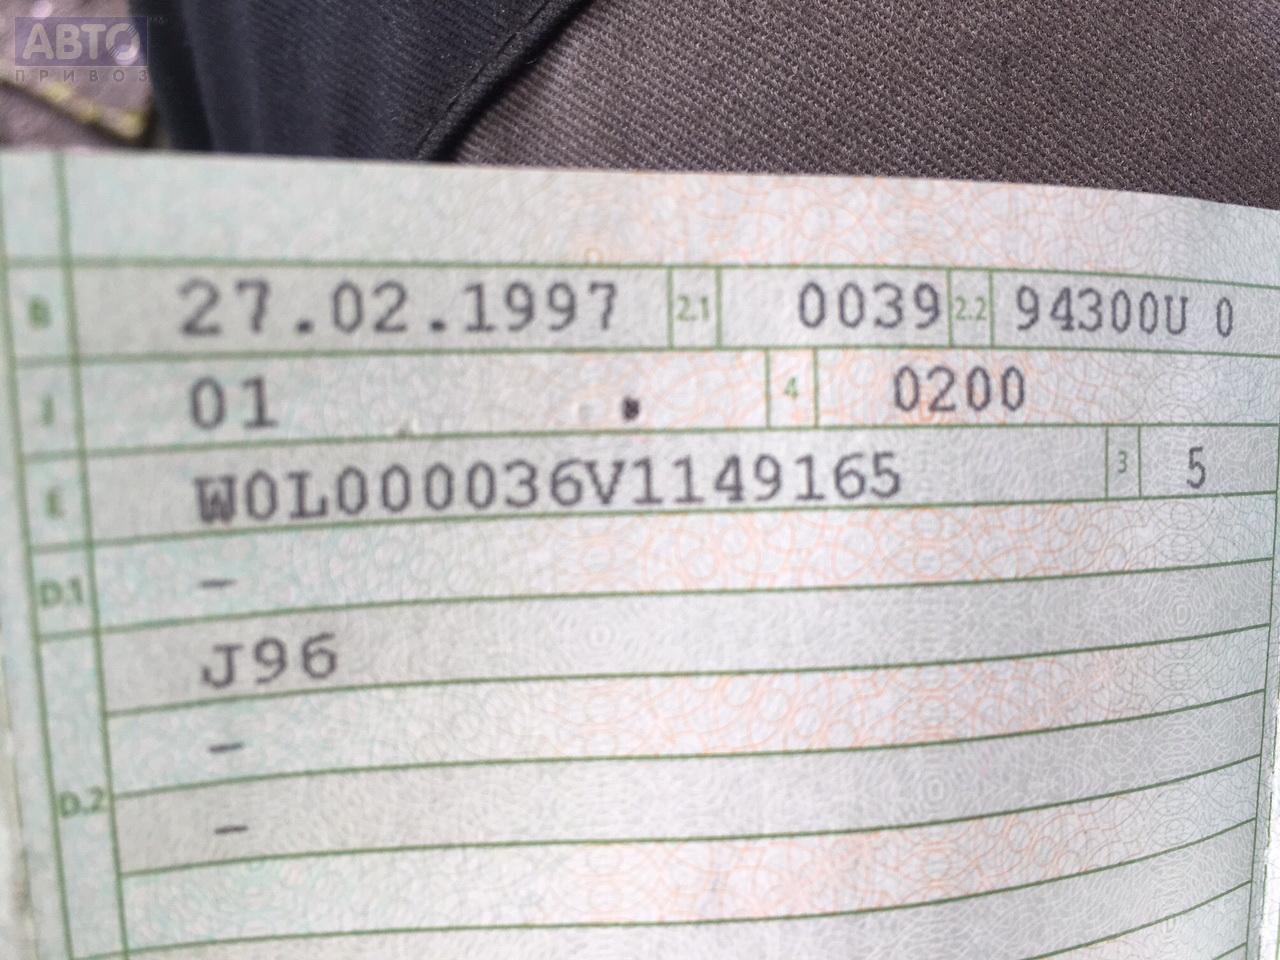 АВТО
ПРИВОЗ
B 27.02.1997 2.1 0039 2.2 94300U 0
J 01 4 0200
E W0L000036V1149165 3 5
D.1 –
J96
–
D.2 –